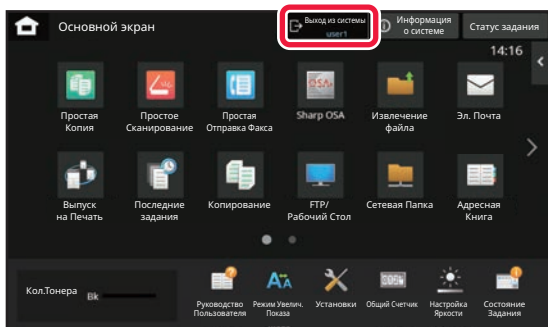 Основной экран
Выход из системы
user1
Информация
о системе
Статус задания
14:16
Простая
Копия
Простое
Сканирование
Простая
Отправка Факса
Sharp OSA
Извлечение
файла
Эл. Почта
Выпуск
на Печать
Последние
задания
Копирование
FTP/
Рабочий Стол
Сетевая Папка
Адресная
Книга
Кол.Тонера
Bk
Руководство
Пользователя
Режим Увелич.
Показа
Установки
Общий Счетчик
Настройка
Яркости
Состояние
Задания